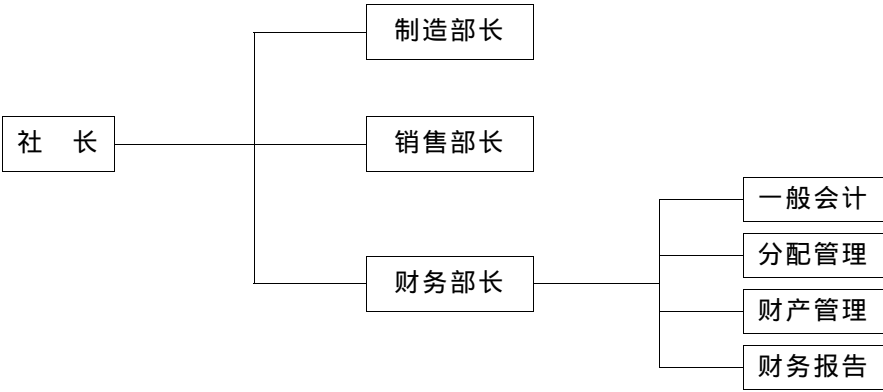 制造部长
社 长
销售部长
一般会计
分配管理
财务部长
财产管理
财务报告